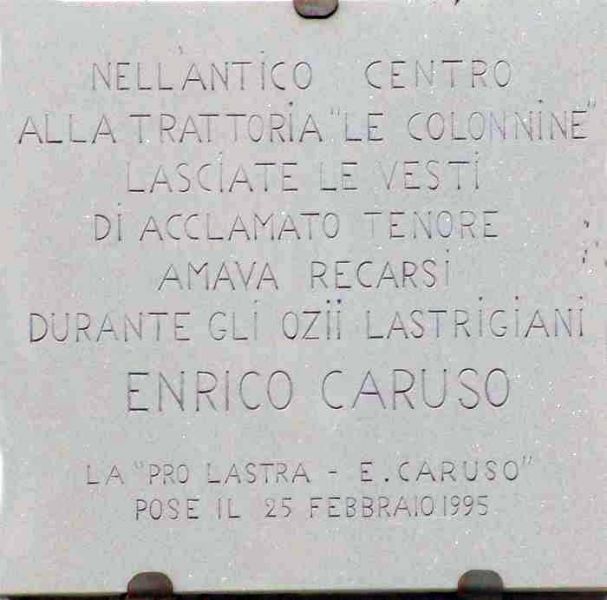 NELL'ANTiCO CENTRO
ALLA TRATTORiA "LE COLONNiNE"
LASCiATE LE VESTi
Di ACCLAMATO TENORE
AMAVA RECARSi
DURANTE GLi OZii LASTRiGiANi
ENRICO CARUSO
LA "PRO LASTRA - E. CARUSO"
POSE IL 25 FEBBRAIO 1995